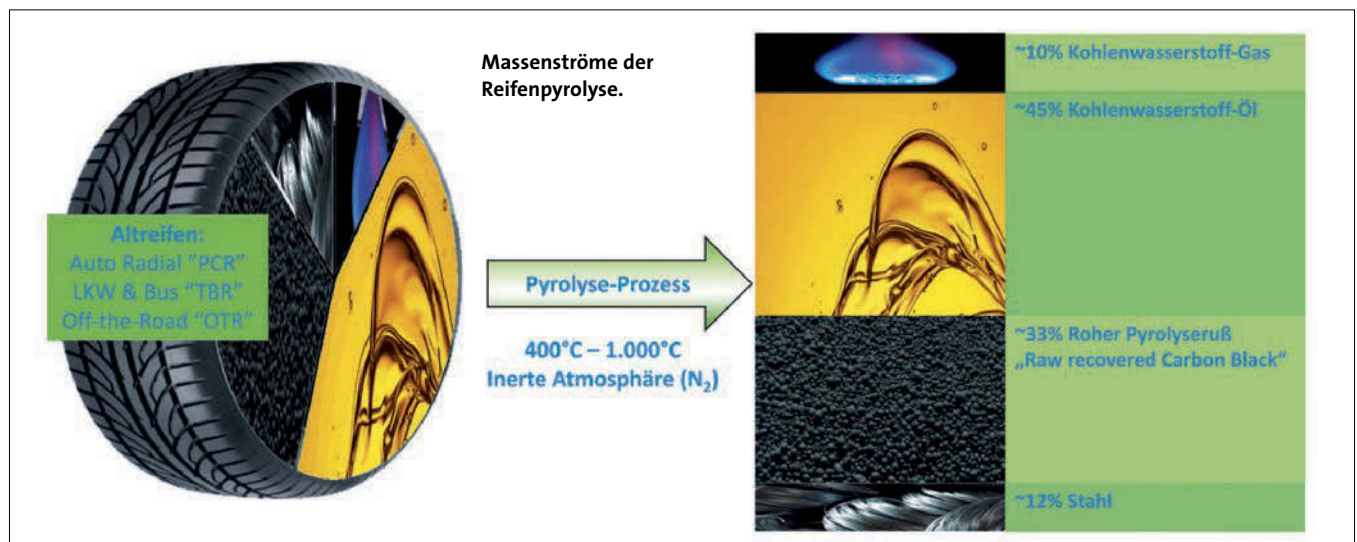 Massenströme der
Reifenpyrolyse.
Altreifen:
Auto Radial “PCR”
LKW & Bus “TBR”
Off-the-Road “OTR”
Pyrolyse-Prozess
400°C – 1.000°C
Inerte Atmosphäre (N₂)
~10% Kohlenwasserstoff-Gas
~45% Kohlenwasserstoff-Öl
~33% Roher Pyrolyseruß
„Raw recovered Carbon Black“
~12% Stahl